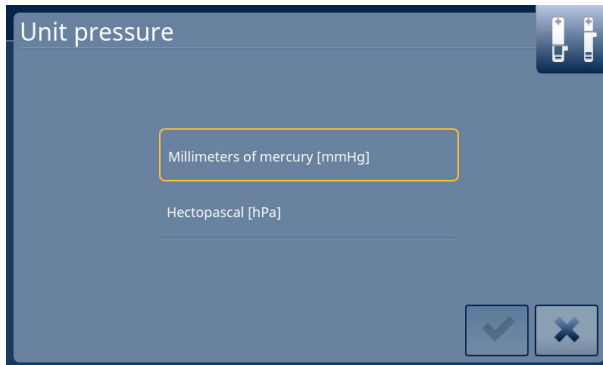 Unit pressure
Millimeters of mercury [mmHg]
Hectopascal [hPa]